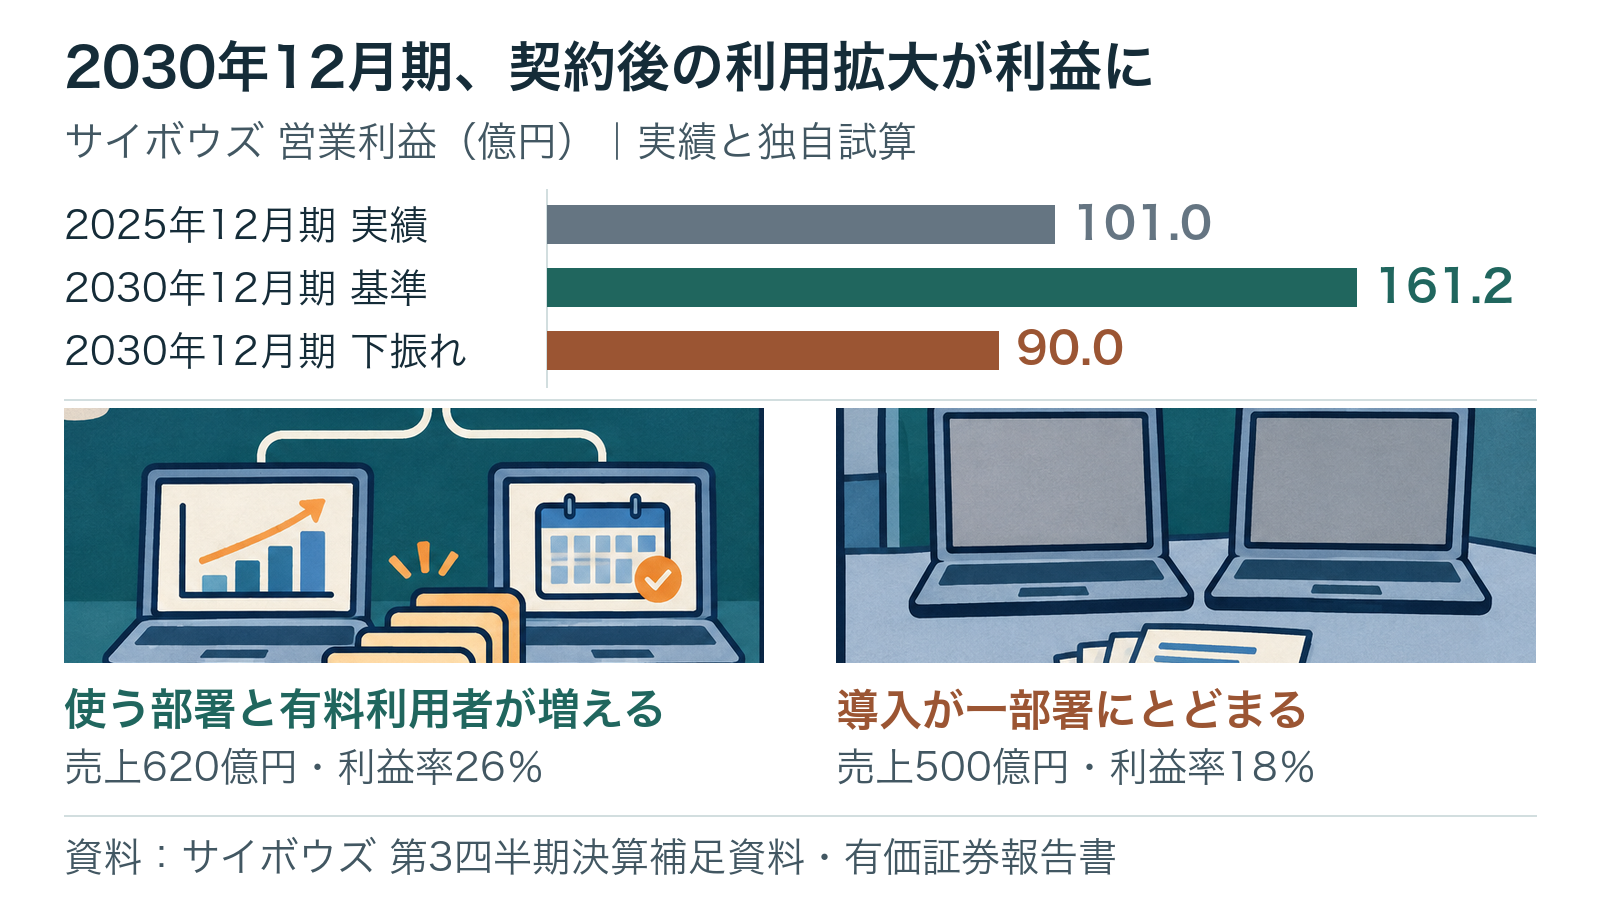 2030年12月期、契約後の利用拡大が利益に
サイボウズ 営業利益（億円）｜実績と独自試算
2025年12月期 実績 101.0
2030年12月期 基準 161.2
2030年12月期 下振れ 90.0
使う部署と有料利用者が増える
売上620億円・利益率26%
導入が一部署にとどまる
売上500億円・利益率18%
資料：サイボウズ 第3四半期決算補足資料・有価証券報告書